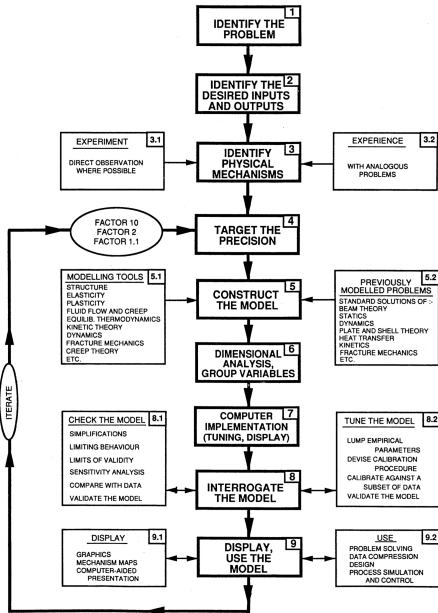 1
IDENTIFY THE
PROBLEM
2
IDENTIFY THE
DESIRED INPUTS
AND OUTPUTS
EXPERIMENT
3.1
DIRECT OBSERVATION
WHERE POSSIBLE
3
IDENTIFY
PHYSICAL
MECHANISMS
EXPERIENCE
3.2
WITH ANALOGOUS
PROBLEMS
FACTOR 10
FACTOR 2
FACTOR 1.1
4
TARGET THE
PRECISION
MODELLING TOOLS
5.1
STRUCTURE
ELASTICITY
PLASTICITY
FLUID FLOW AND CREEP
EQUILIB. THERMODYNAMICS
KINETIC THEORY
DYNAMICS
FRACTURE MECHANICS
CREEP THEORY
ETC.
5
CONSTRUCT
THE MODEL
5.2
PREVIOUSLY
MODELLED PROBLEMS
STANDARD SOLUTIONS OF :-
BEAM THEORY
STATICS
DYNAMICS
PLATE AND SHELL THEORY
HEAT TRANSFER
KINETICS
FRACTURE MECHANICS
ETC.
6
DIMENSIONAL
ANALYSIS,
GROUP VARIABLES
ITERATE
7
COMPUTER
IMPLEMENTATION
(TUNING, DISPLAY)
CHECK THE MODEL
8.1
SIMPLIFICATIONS
LIMITING BEHAVIOUR
LIMITS OF VALIDITY
SENSITIVITY ANALYSIS
COMPARE WITH DATA
VALIDATE THE MODEL
8
INTERROGATE
THE MODEL
TUNE THE MODEL
8.2
LUMP EMPIRICAL
PARAMETERS
DEVISE CALIBRATION
PROCEDURE
CALIBRATE AGAINST A
SUBSET OF DATA
VALIDATE THE MODEL
DISPLAY
9.1
GRAPHICS
MECHANISM MAPS
COMPUTER-AIDED
PRESENTATION
9
DISPLAY,
USE THE
MODEL
USE
9.2
PROBLEM SOLVING
DATA COMPRESSION
DESIGN
PROCESS SIMULATION
AND CONTROL